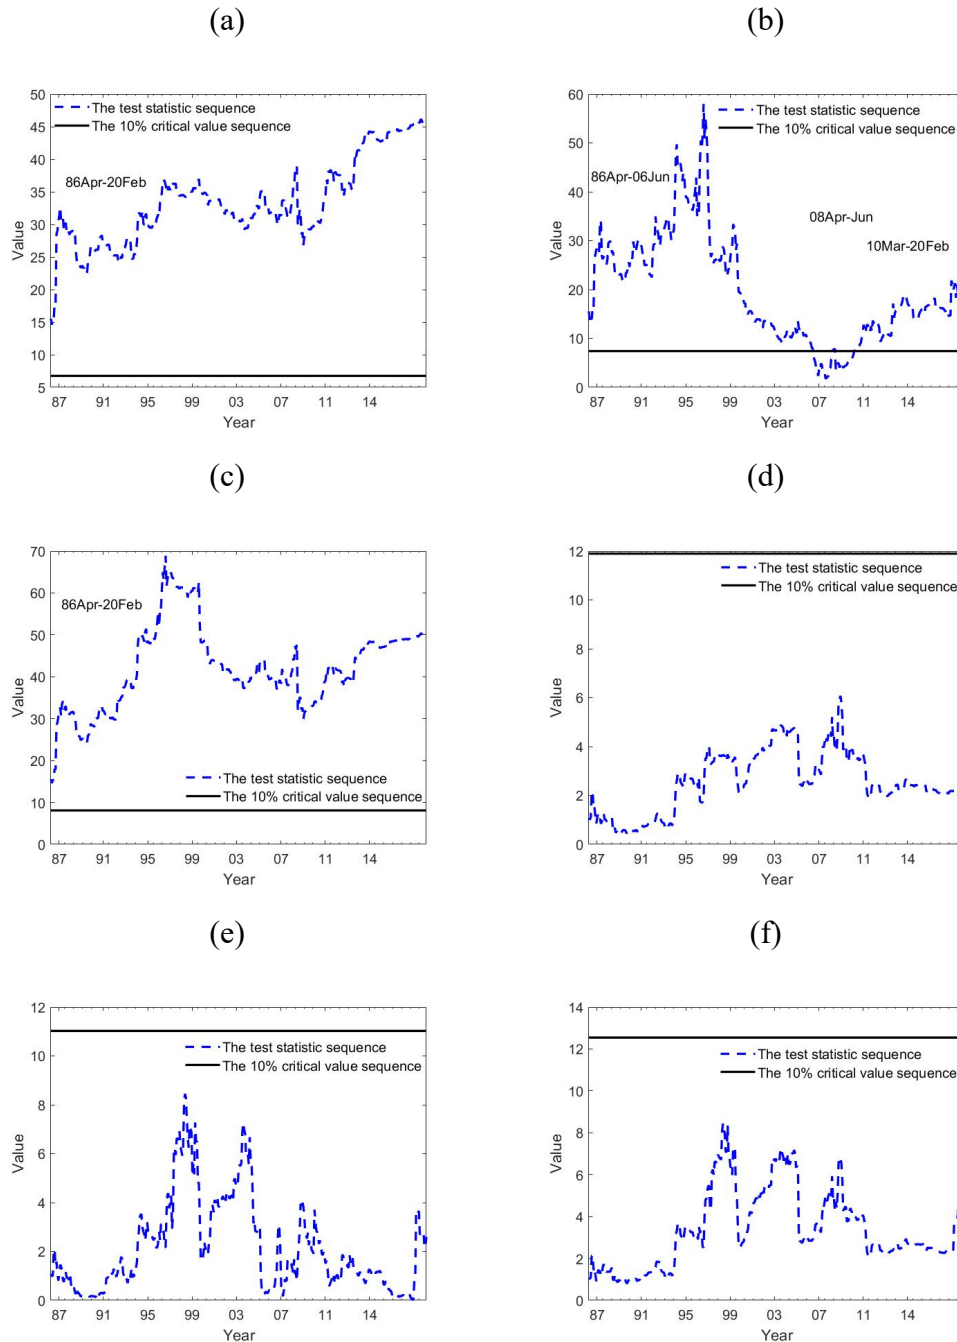 (a)
50
45
40
35
30
25
20
15
10
5
Value
The test statistic sequence
The 10% critical value sequence
86Apr-20Feb
87 91 95 99 03 07 11 14
Year
(b)
60
50
40
30
20
10
0
Value
The test statistic sequence
The 10% critical value sequence
86Apr-06Jun
08Apr-Jun
10Mar-20Feb
87 91 95 99 03 07 11 14
Year
(c)
70
60
50
40
30
20
10
0
Value
86Apr-20Feb
The test statistic sequence
The 10% critical value sequence
87 91 95 99 03 07 11 14
Year
(d)
12
10
8
6
4
2
0
Value
The test statistic sequence
The 10% critical value sequence
87 91 95 99 03 07 11 14
Year
(e)
12
10
8
6
4
2
0
Value
The test statistic sequence
The 10% critical value sequence
87 91 95 99 03 07 11 14
Year
(f)
14
12
10
8
6
4
2
0
Value
The test statistic sequence
The 10% critical value sequence
87 91 95 99 03 07 11 14
Year